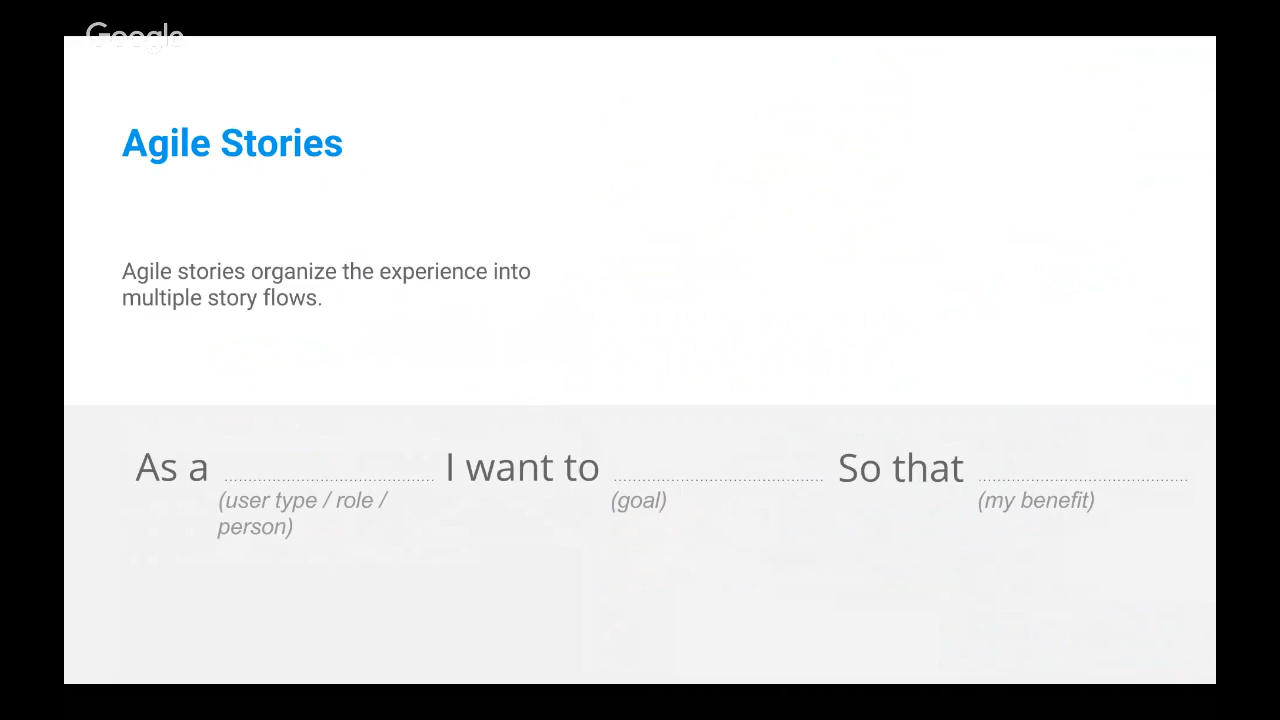 Google
Agile Stories
Agile stories organize the experience into
multiple story flows.
As a ........................ I want to ........................ So that ........................
(user type / role / (goal) (my benefit)
person)